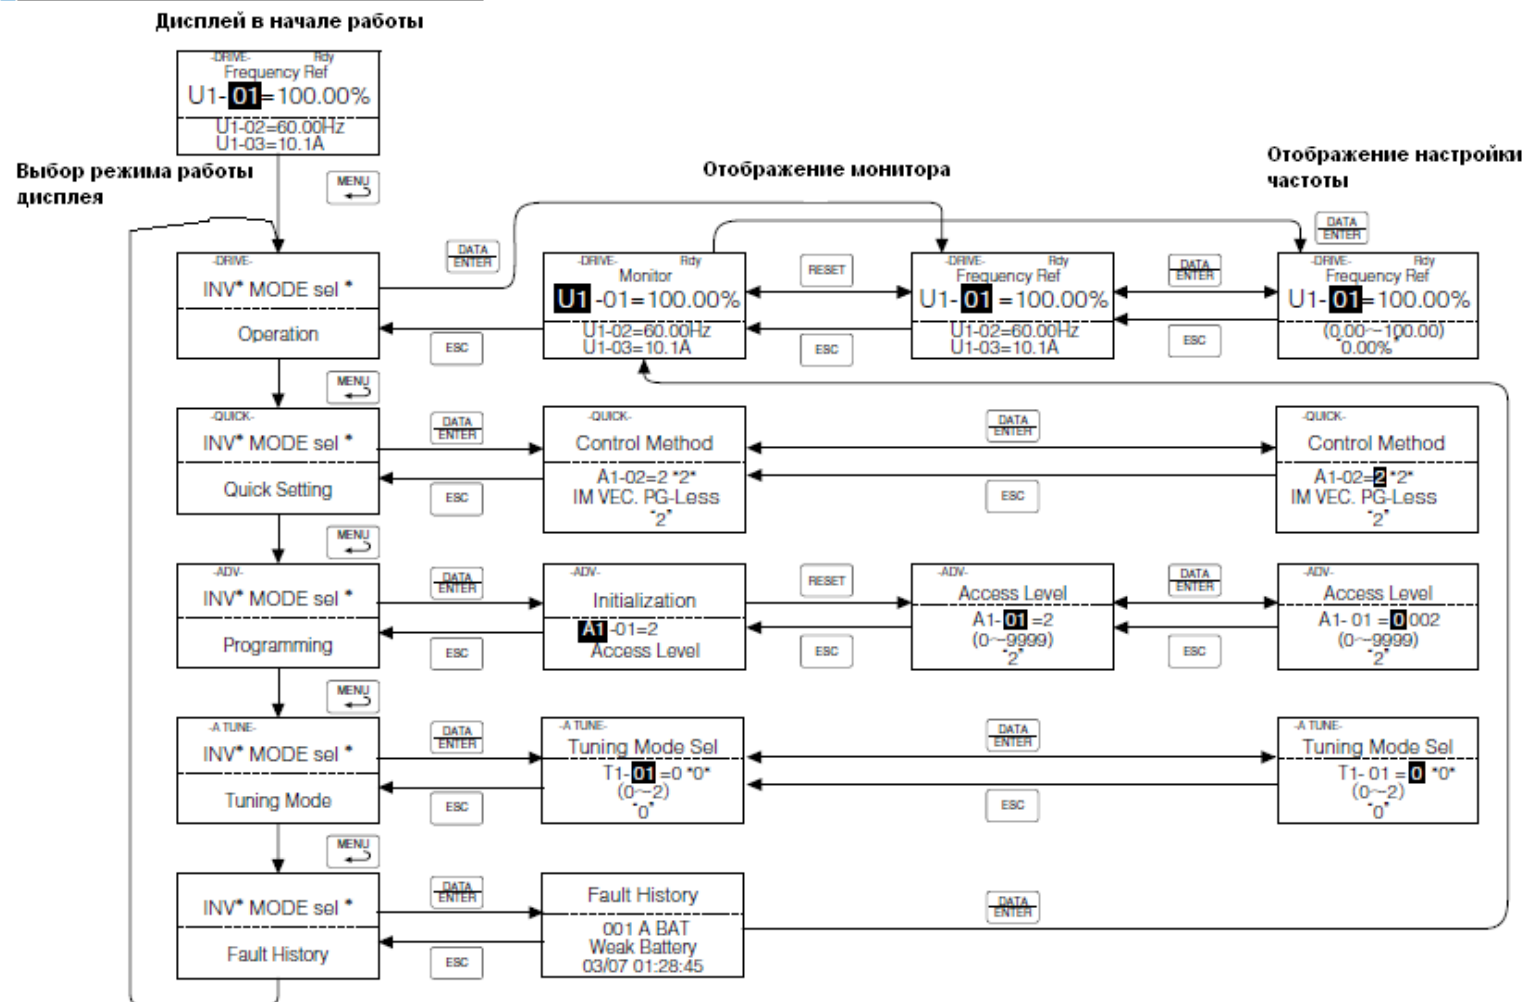 Дисплей в начале работы
-DRIVE- Rdy
Frequency Ref
U1-01=100.00%
U1-02=60.00Hz
U1-03=10.1A
Выбор режима работы
дисплея
MENU
Отображение монитора
Отображение настройки
частоты
-DRIVE-
INV* MODE sel *
Operation
DATA
ENTER
ESC
-DRIVE- Rdy
Monitor
U1 -01=100.00%
U1-02=60.00Hz
U1-03=10.1A
RESET
ESC
-DRIVE- Rdy
Frequency Ref
U1- 01 =100.00%
U1-02=60.00Hz
U1-03=10.1A
DATA
ENTER
ESC
DATA
ENTER
-DRIVE- Rdy
Frequency Ref
U1-01=100.00%
(0.00~100.00)
"0.00%"
MENU
-QUICK-
INV* MODE sel *
Quick Setting
DATA
ENTER
ESC
-QUICK-
Control Method
A1-02=2 *2*
IM VEC. PG-Less
"2"
DATA
ENTER
ESC
-QUICK-
Control Method
A1-02=2 *2*
IM VEC. PG-Less
"2"
MENU
-ADV-
INV* MODE sel *
Programming
DATA
ENTER
ESC
-ADV-
Initialization
A1 -01=2
Access Level
RESET
ESC
-ADV-
Access Level
A1- 01 =2
(0~9999)
"2"
DATA
ENTER
ESC
-ADV-
Access Level
A1- 01 =0002
(0~9999)
"2"
MENU
-A TUNE-
INV* MODE sel *
Tuning Mode
DATA
ENTER
ESC
-A TUNE-
Tuning Mode Sel
T1- 01 =0 *0*
(0~2)
"0"
DATA
ENTER
ESC
-A TUNE-
Tuning Mode Sel
T1- 01 = 0 *0*
(0~2)
"0"
MENU
INV* MODE sel *
Fault History
DATA
ENTER
ESC
Fault History
001 A BAT
Weak Battery
03/07 01:28:45
DATA
ENTER